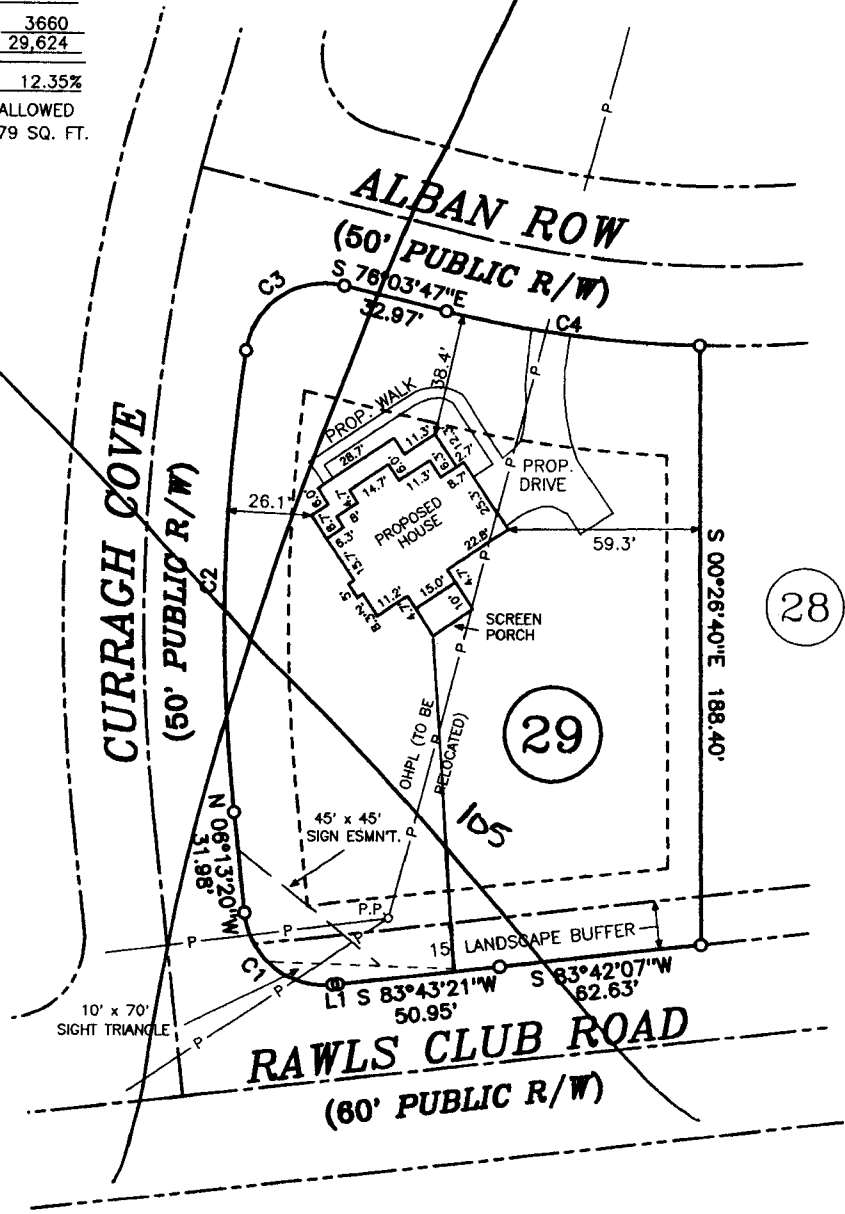 3660
29,624
12.35%
ALLOWED
79 SQ. FT.
ALBAN ROW
(50' PUBLIC R/W)
C3
S 76°03'47"E
32.97'
C4
38.4'
PROP. WALK
PROP.
DRIVE
28.7'
11.3'
12.3'
2.7'
6.0'
4.7'
14.7'
6.0'
11.3'
6.3'
8.7'
25.3'
8.7'
8'
6.3'
15.7'
PROPOSED
HOUSE
22.8'
26.1'
59.3'
5'
11.2'
4.7'
15.0'
4.7'
10'
SCREEN
PORCH
CURRAGH COVE
(50' PUBLIC R/W)
C2
S 00°26'40"E 188.40'
28
29
OHPL (TO BE
RELOCATED)
105
45' x 45'
SIGN ESMN'T.
N 06°13'20"W
31.98'
P.P.
P
P
P
P
P
P
P
P
P
P
15' LANDSCAPE BUFFER
C1
L1 S 83°43'21"W
50.95'
S 83°42'07"W
62.63'
10' x 70'
SIGHT TRIANGLE
RAWLS CLUB ROAD
(60' PUBLIC R/W)